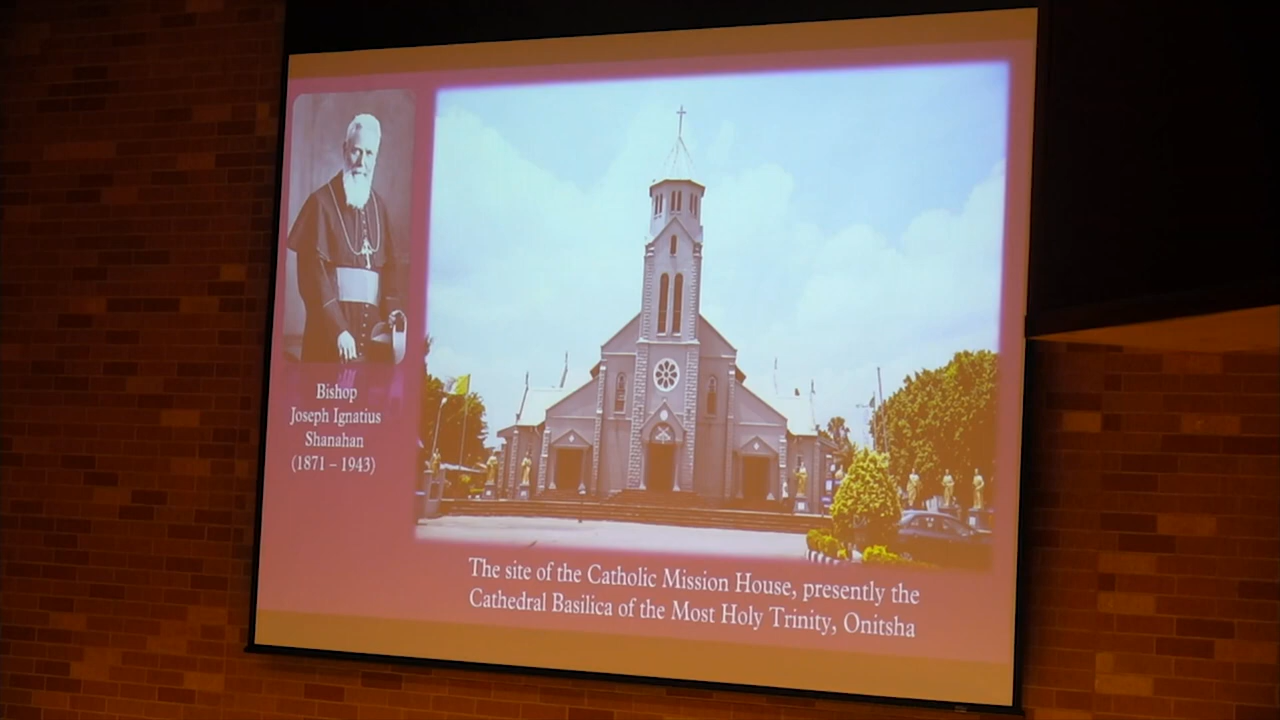 Bishop
Joseph Ignatius
Shanahan
(1871 – 1943)
The site of the Catholic Mission House, presently the
Cathedral Basilica of the Most Holy Trinity, Onitsha